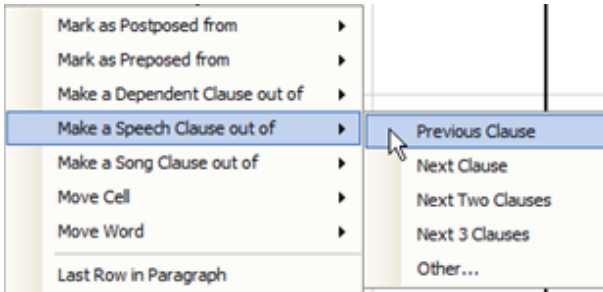 Mark as Postposed from
Mark as Preposed from
Make a Dependent Clause out of
Make a Speech Clause out of
Make a Song Clause out of
Move Cell
Move Word
Last Row in Paragraph
Previous Clause
Next Clause
Next Two Clauses
Next 3 Clauses
Other...